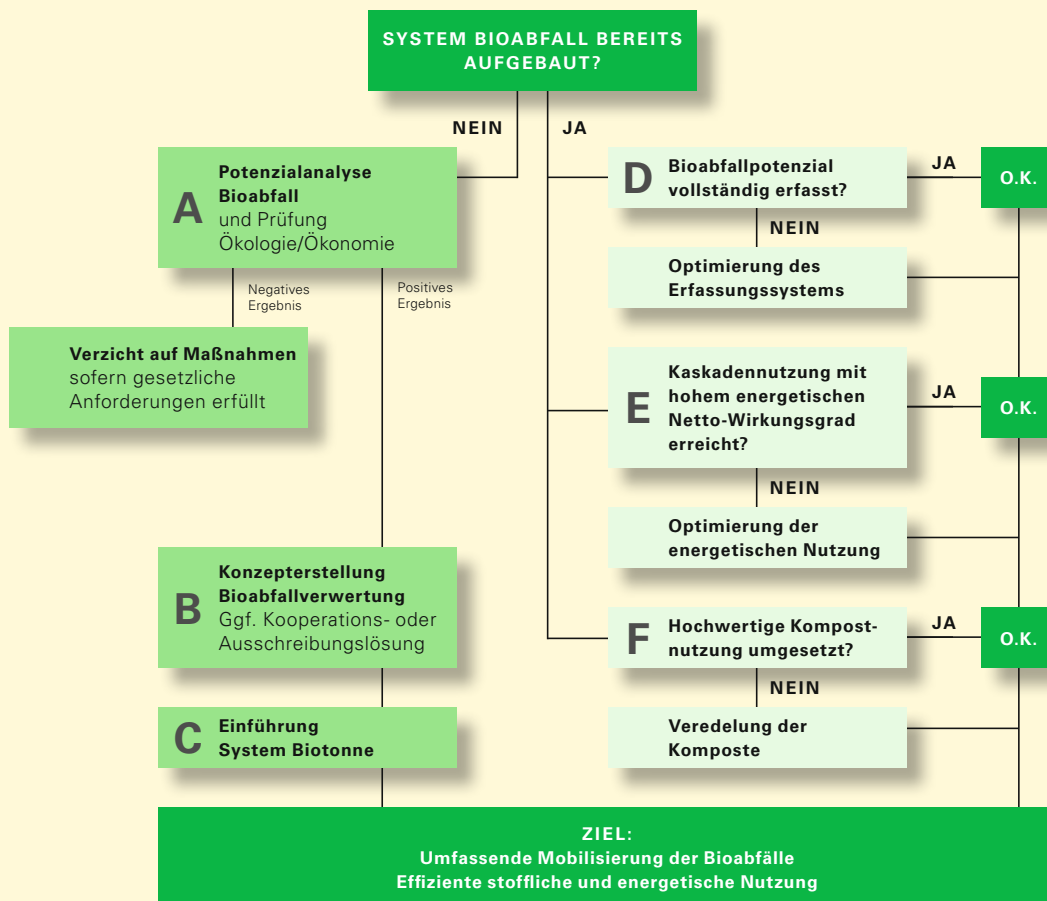 SYSTEM BIOABFALL BEREITS
AUFGEBAUT?
NEIN
JA
A
Potenzialanalyse
Bioabfall
und Prüfung
Ökologie/Ökonomie
Negatives
Ergebnis
Positives
Ergebnis
Verzicht auf Maßnahmen
sofern gesetzliche
Anforderungen erfüllt
B
Konzepterstellung
Bioabfallverwertung
Ggf. Kooperations- oder
Ausschreibungslösung
C
Einführung
System Biotonne
D
Bioabfallpotenzial
vollständig erfasst?
JA
O.K.
NEIN
Optimierung des
Erfassungssystems
E
Kaskadennutzung mit
hohem energetischen
Netto-Wirkungsgrad
erreicht?
JA
O.K.
NEIN
Optimierung der
energetischen Nutzung
F
Hochwertige Kompost-
nutzung umgesetzt?
JA
O.K.
NEIN
Veredelung der
Komposte
ZIEL:
Umfassende Mobilisierung der Bioabfälle
Effiziente stoffliche und energetische Nutzung